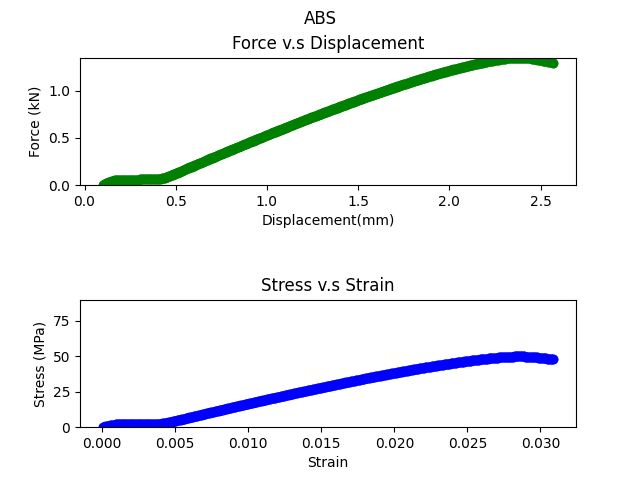 ABS
Force v.s Displacement
1.0
0.5
0.0
Force (kN)
0.0 0.5 1.0 1.5 2.0 2.5
Displacement(mm)
Stress v.s Strain
75
50
25
0
Stress (MPa)
0.000 0.005 0.010 0.015 0.020 0.025 0.030
Strain